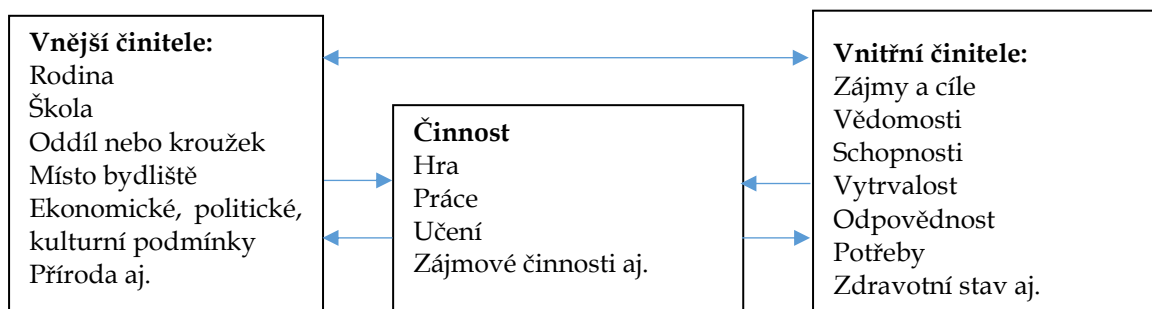 Vnější činitele:
Rodina
Škola
Oddíl nebo kroužek
Místo bydliště
Ekonomické, politické,
kulturní podmínky
Příroda aj.
Činnost
Hra
Práce
Učení
Zájmové činnosti aj.
Vnitřní činitele:
Zájmy a cíle
Vědomosti
Schopnosti
Vytrvalost
Odpovědnost
Potřeby
Zdravotní stav aj.